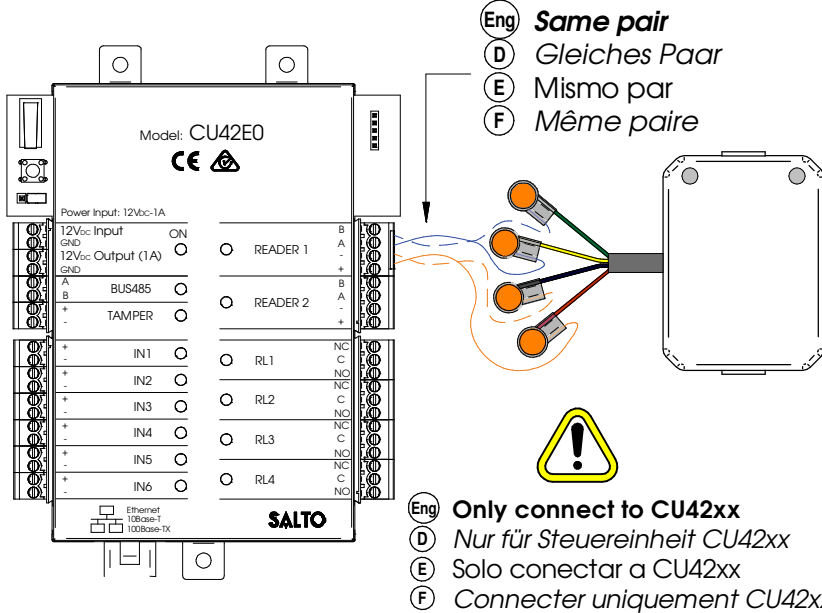 Eng Same pair
D Gleiches Paar
E Mismo par
F Même paire
Model: CU42E0
CE
Power Input: 12VDC-1A
12VDC Input ON
GND
12VDC Output (1A)
GND
A
B
BUS485
+
-
TAMPER
READER 1
B
A
-
+
READER 2
B
A
-
+
+
-
IN1
+
-
IN2
+
-
IN3
+
-
IN4
+
-
IN5
+
-
IN6
RL1
NC
C
NO
RL2
NC
C
NO
RL3
NC
C
NO
RL4
NC
C
NO
Ethernet
10Base-T
100Base-TX
SALTO
!
Eng Only connect to CU42xx
D Nur für Steuereinheit CU42xx
E Solo conectar a CU42xx
F Connecter uniquement CU42x